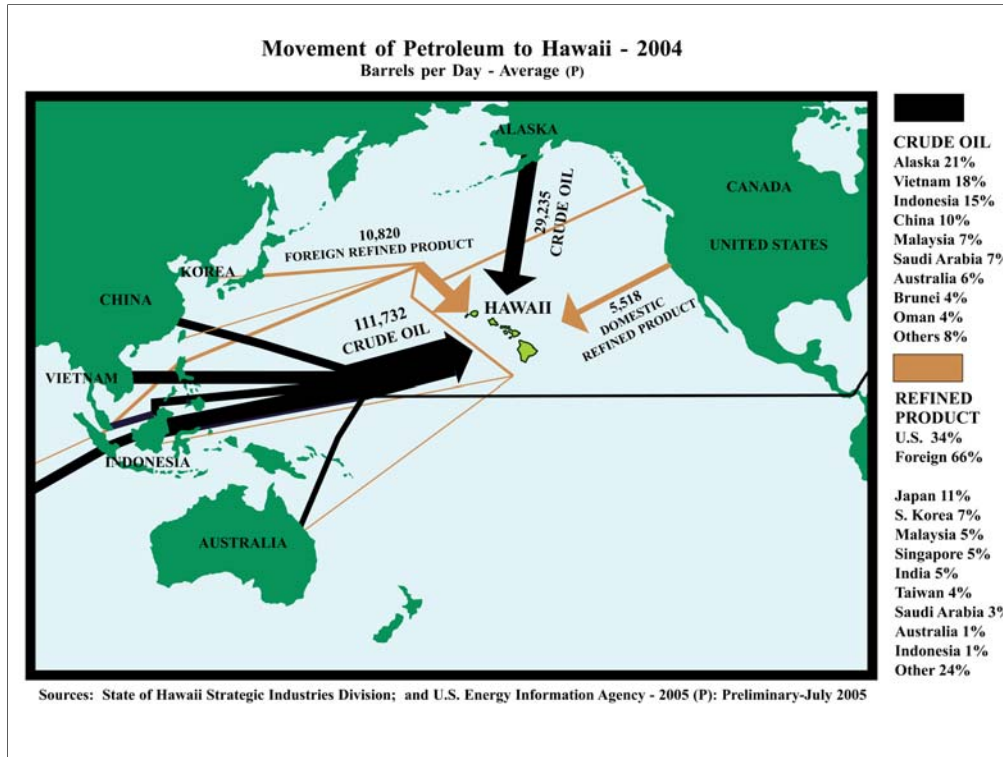 Movement of Petroleum to Hawaii - 2004
Barrels per Day - Average (P)
ALASKA
CANADA
UNITED STATES
29,235
CRUDE OIL
10,820
FOREIGN REFINED PRODUCT
KOREA
CHINA
HAWAII
5,518
DOMESTIC
REFINED PRODUCT
111,732
CRUDE OIL
VIETNAM
INDONESIA
AUSTRALIA
CRUDE OIL
Alaska 21%
Vietnam 18%
Indonesia 15%
China 10%
Malaysia 7%
Saudi Arabia 7%
Australia 6%
Brunei 4%
Oman 4%
Others 8%
REFINED
PRODUCT
U.S. 34%
Foreign 66%
Japan 11%
S. Korea 7%
Malaysia 5%
Singapore 5%
India 5%
Taiwan 4%
Saudi Arabia 3%
Australia 1%
Indonesia 1%
Other 24%
Sources: State of Hawaii Strategic Industries Division; and U.S. Energy Information Agency - 2005 (P): Preliminary-July 2005